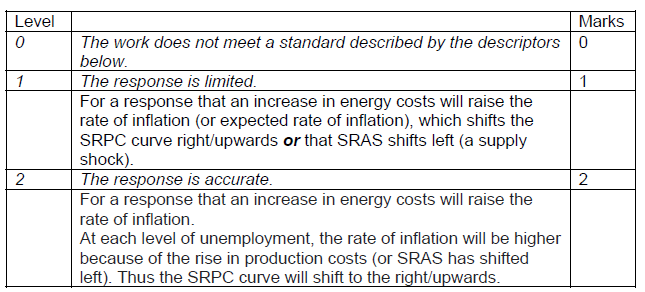 Level Marks
0 The work does not meet a standard described by the descriptors 0
below.
1 The response is limited. 1
For a response that an increase in energy costs will raise the
rate of inflation (or expected rate of inflation), which shifts the
SRPC curve right/upwards or that SRAS shifts left (a supply
shock).
2 The response is accurate. 2
For a response that an increase in energy costs will raise the
rate of inflation.
At each level of unemployment, the rate of inflation will be higher
because of the rise in production costs (or SRAS has shifted
left). Thus the SRPC curve will shift to the right/upwards.